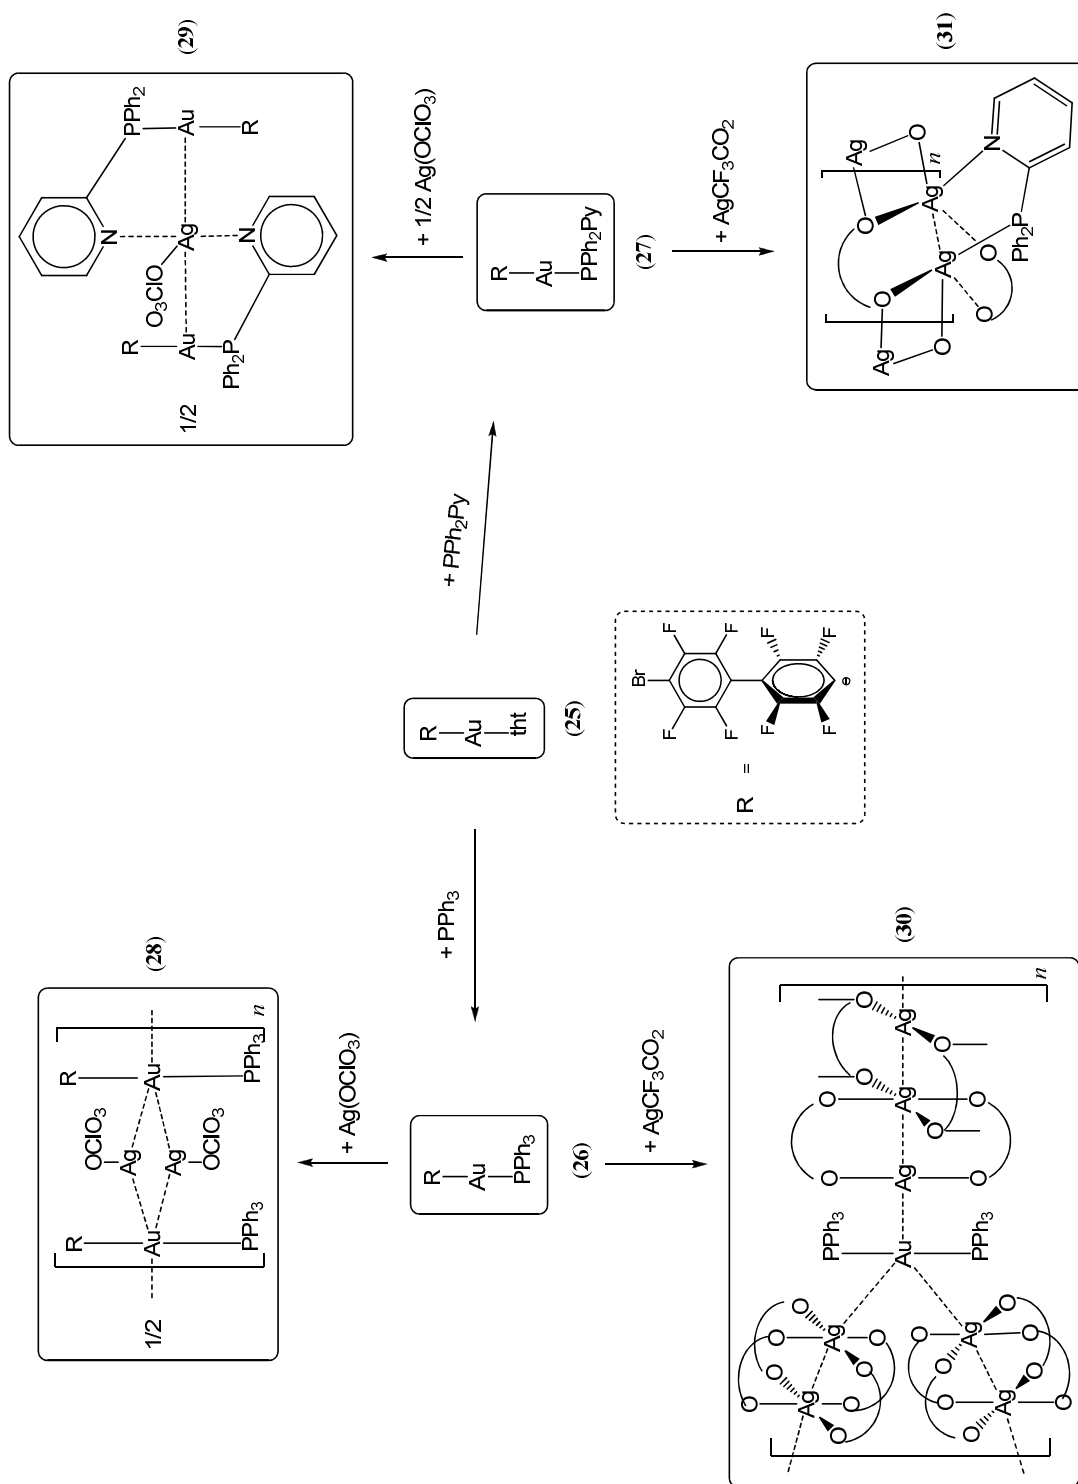 (28)
R R
OClO₃
Ag
Au Au
Ag
OClO₃
PPh₃ PPh₃
n
1/2
+ Ag(OClO₃)
R
Au
PPh₃
(26)
+ PPh₃
R
Au
tht
(25)
R =
Br
F F
F F
F F
F F
⊖
+ PPh₂Py
R
Au
PPh₂Py
(27)
+ 1/2 Ag(OClO₃)
(29)
N
PPh₂
R
O₃ClO
1/2
Au Ag Au
Ph₂P
N
R
+ AgCF₃CO₂
(30)
O
O O
O
Ag
Ag PPh₃ O O
O
O
O O O
O
Au Ag Ag Ag
O
O O O O
Ag
O PPh₃ O O
Ag
O
O
O
O
n
+ AgCF₃CO₂
(31)
Ag
O
Ag O
O
Ag
n
O Ag
O O
N
Ph₂P